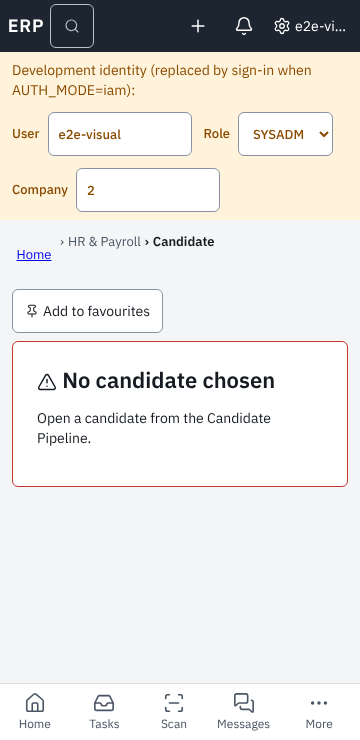 ERP e2e-vi...
Development identity (replaced by sign-in when
AUTH_MODE=iam):
User e2e-visual Role SYSADM
Company 2
Home › HR & Payroll › Candidate
Add to favourites
No candidate chosen
Open a candidate from the Candidate
Pipeline.
Home Tasks Scan Messages More